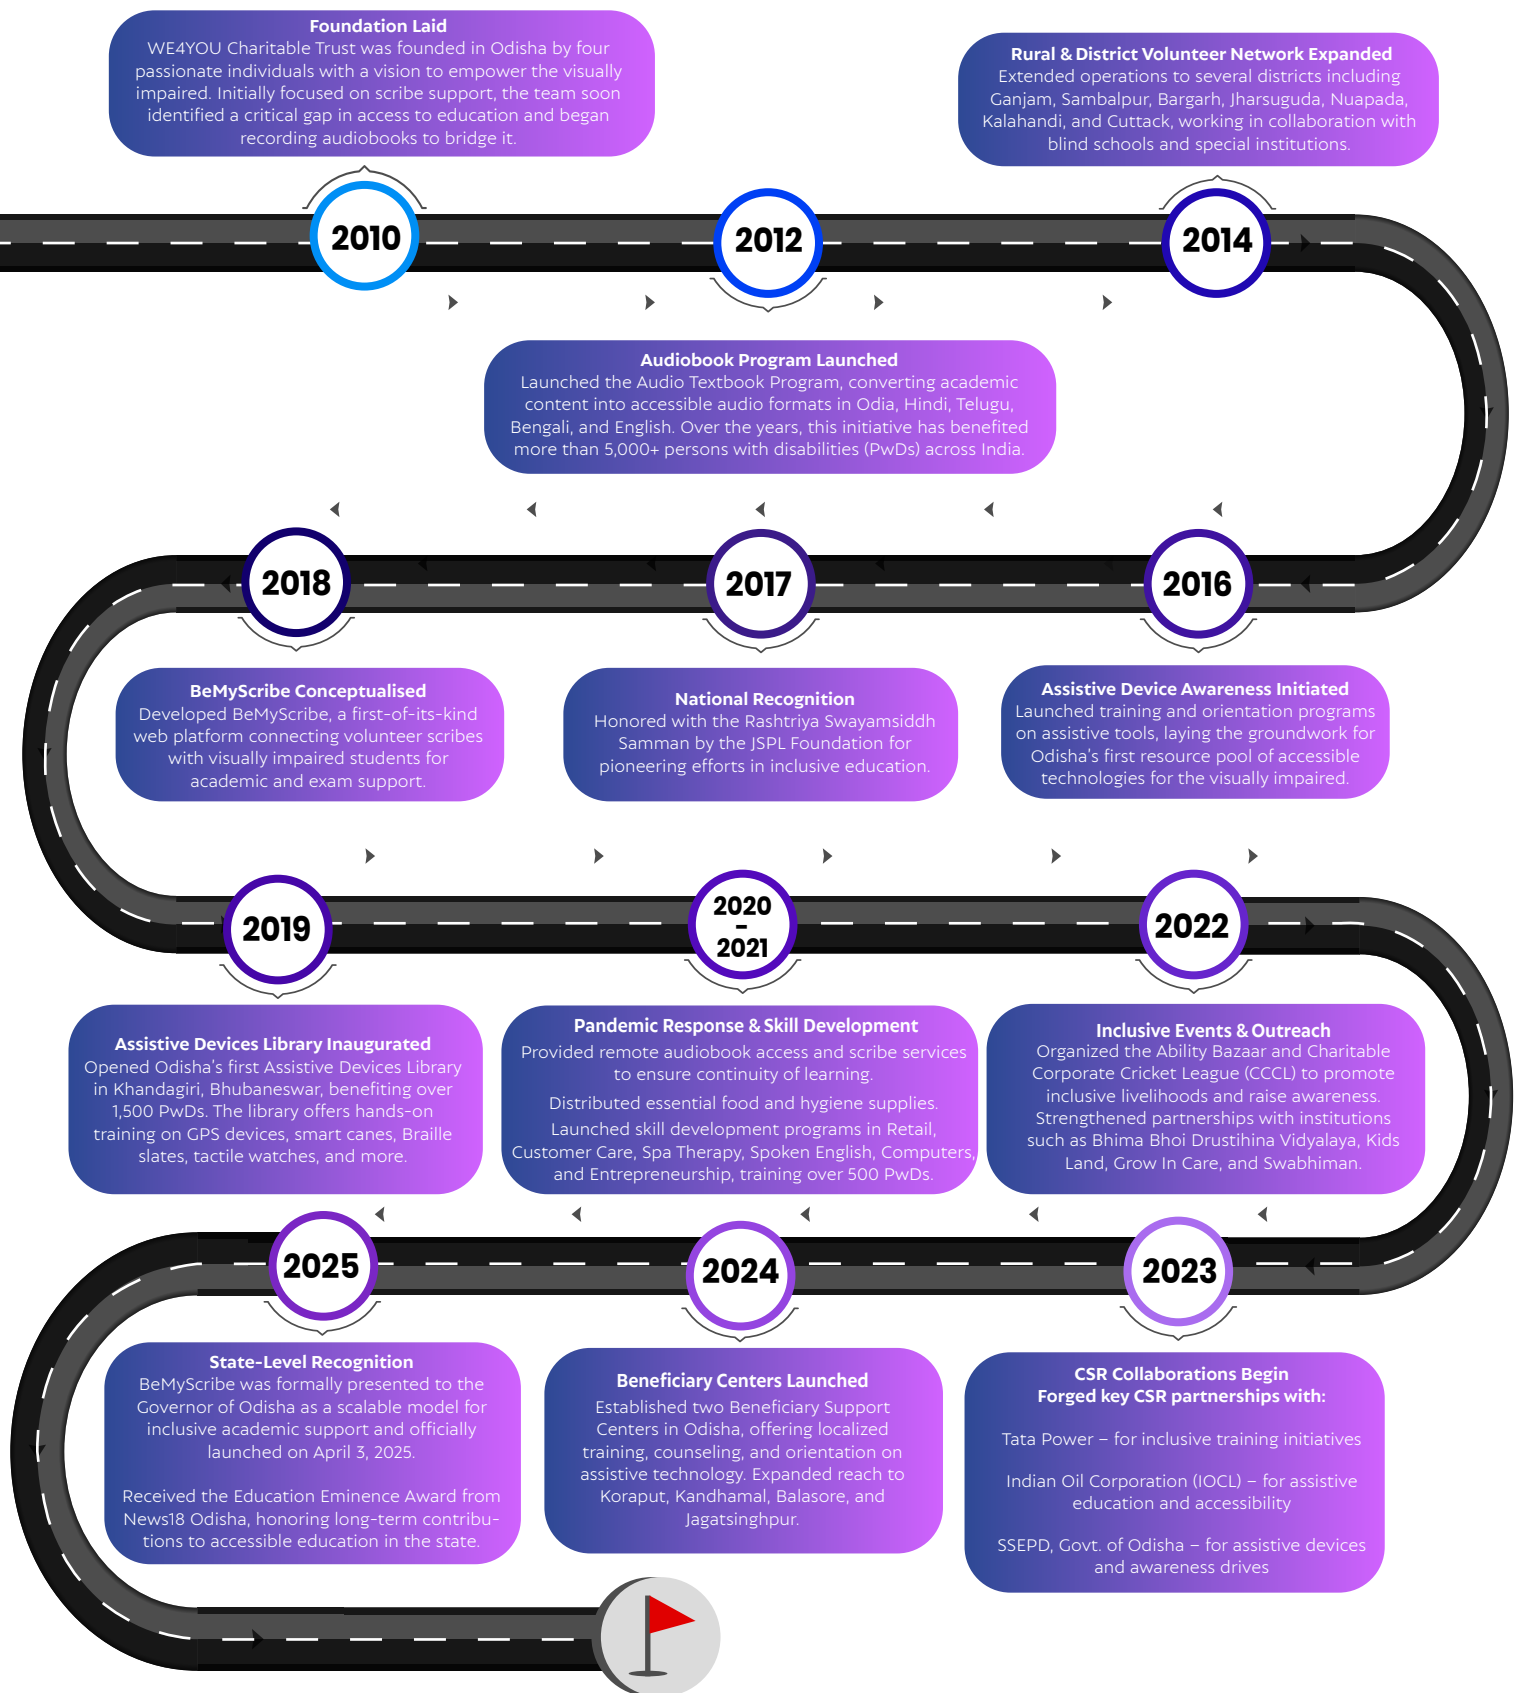 Foundation Laid
WE4YOU Charitable Trust was founded in Odisha by four
passionate individuals with a vision to empower the visually
impaired. Initially focused on scribe support, the team soon
identified a critical gap in access to education and began
recording audiobooks to bridge it.
Rural & District Volunteer Network Expanded
Extended operations to several districts including
Ganjam, Sambalpur, Bargarh, Jharsuguda, Nuapada,
Kalahandi, and Cuttack, working in collaboration with
blind schools and special institutions.
2010
2012
2014
Audiobook Program Launched
Launched the Audio Textbook Program, converting academic
content into accessible audio formats in Odia, Hindi, Telugu,
Bengali, and English. Over the years, this initiative has benefited
more than 5,000+ persons with disabilities (PwDs) across India.
2018
2017
2016
BeMyScribe Conceptualised
Developed BeMyScribe, a first-of-its-kind
web platform connecting volunteer scribes
with visually impaired students for
academic and exam support.
National Recognition
Honored with the Rashtriya Swayamsiddh
Samman by the JSPL Foundation for
pioneering efforts in inclusive education.
Assistive Device Awareness Initiated
Launched training and orientation programs
on assistive tools, laying the groundwork for
Odisha's first resource pool of accessible
technologies for the visually impaired.
2019
2020
–
2021
2022
Assistive Devices Library Inaugurated
Opened Odisha's first Assistive Devices Library
in Khandagiri, Bhubaneswar, benefiting over
1,500 PwDs. The library offers hands-on
training on GPS devices, smart canes, Braille
slates, tactile watches, and more.
Pandemic Response & Skill Development
Provided remote audiobook access and scribe services
to ensure continuity of learning.
Distributed essential food and hygiene supplies.
Launched skill development programs in Retail,
Customer Care, Spa Therapy, Spoken English, Computers,
and Entrepreneurship, training over 500 PwDs.
Inclusive Events & Outreach
Organized the Ability Bazaar and Charitable
Corporate Cricket League (CCCL) to promote
inclusive livelihoods and raise awareness.
Strengthened partnerships with institutions
such as Bhima Bhoi Drustihina Vidyalaya, Kids
Land, Grow In Care, and Swabhiman.
2025
2024
2023
State-Level Recognition
BeMyScribe was formally presented to the
Governor of Odisha as a scalable model for
inclusive academic support and officially
launched on April 3, 2025.
Received the Education Eminence Award from
News18 Odisha, honoring long-term contribu-
tions to accessible education in the state.
Beneficiary Centers Launched
Established two Beneficiary Support
Centers in Odisha, offering localized
training, counseling, and orientation on
assistive technology. Expanded reach to
Koraput, Kandhamal, Balasore, and
Jagatsinghpur.
CSR Collaborations Begin
Forged key CSR partnerships with:
Tata Power – for inclusive training initiatives
Indian Oil Corporation (IOCL) – for assistive
education and accessibility
SSEPD, Govt. of Odisha – for assistive devices
and awareness drives